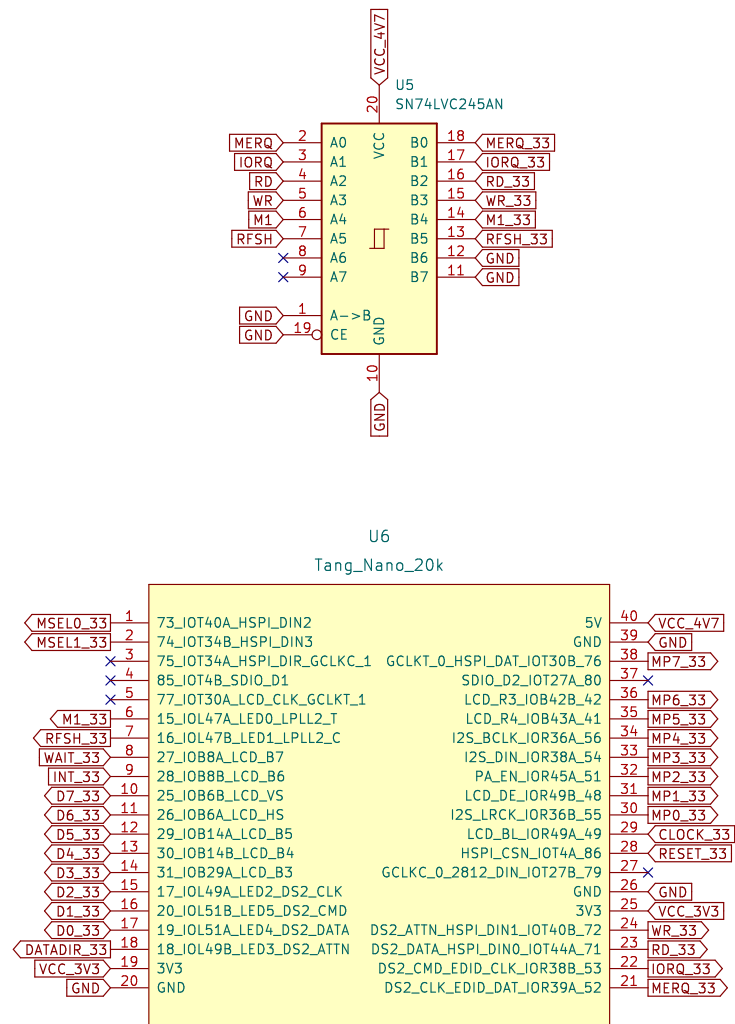 VCC_4V7
U5
SN74LVC245AN
20
VCC
MERQ 2 A0 B0 18 MERQ_33
IORQ 3 A1 B1 17 IORQ_33
RD 4 A2 B2 16 RD_33
WR 5 A3 B3 15 WR_33
M1 6 A4 B4 14 M1_33
RFSH 7 A5 B5 13 RFSH_33
8 A6 B6 12 GND
9 A7 B7 11 GND
GND 1 A->B
GND 19 CE
GND
10
GND
U6
Tang_Nano_20k
MSEL0_33 1 73_IOT40A_HSPI_DIN2 5V 40 VCC_4V7
MSEL1_33 2 74_IOT34B_HSPI_DIN3 GND 39 GND
3 75_IOT34A_HSPI_DIR_GCLKC_1 GCLKT_0_HSPI_DAT_IOT30B_76 38 MP7_33
4 85_IOT4B_SDIO_D1 SDIO_D2_IOT27A_80 37
5 77_IOT30A_LCD_CLK_GCLKT_1 LCD_R3_IOB42B_42 36 MP6_33
M1_33 6 15_IOL47A_LED0_LPLL2_T LCD_R4_IOB43A_41 35 MP5_33
RFSH_33 7 16_IOL47B_LED1_LPLL2_C I2S_BCLK_IOR36A_56 34 MP4_33
WAIT_33 8 27_IOB8A_LCD_B7 I2S_DIN_IOR38A_54 33 MP3_33
INT_33 9 28_IOB8B_LCD_B6 PA_EN_IOR45A_51 32 MP2_33
D7_33 10 25_IOB6B_LCD_VS LCD_DE_IOR49B_48 31 MP1_33
D6_33 11 26_IOB6A_LCD_HS I2S_LRCK_IOR36B_55 30 MP0_33
D5_33 12 29_IOB14A_LCD_B5 LCD_BL_IOR49A_49 29 CLOCK_33
D4_33 13 30_IOB14B_LCD_B4 HSPI_CSN_IOT4A_86 28 RESET_33
D3_33 14 31_IOB29A_LCD_B3 GCLKC_0_2812_DIN_IOT27B_79 27
D2_33 15 17_IOL49A_LED2_DS2_CLK GND 26 GND
D1_33 16 20_IOL51B_LED5_DS2_CMD 3V3 25 VCC_3V3
D0_33 17 19_IOL51A_LED4_DS2_DATA DS2_ATTN_HSPI_DIN1_IOT40B_72 24 WR_33
DATADIR_33 18 18_IOL49B_LED3_DS2_ATTN DS2_DATA_HSPI_DIN0_IOT44A_71 23 RD_33
VCC_3V3 19 3V3 DS2_CMD_EDID_CLK_IOR38B_53 22 IORQ_33
GND 20 GND DS2_CLK_EDID_DAT_IOR39A_52 21 MERQ_33